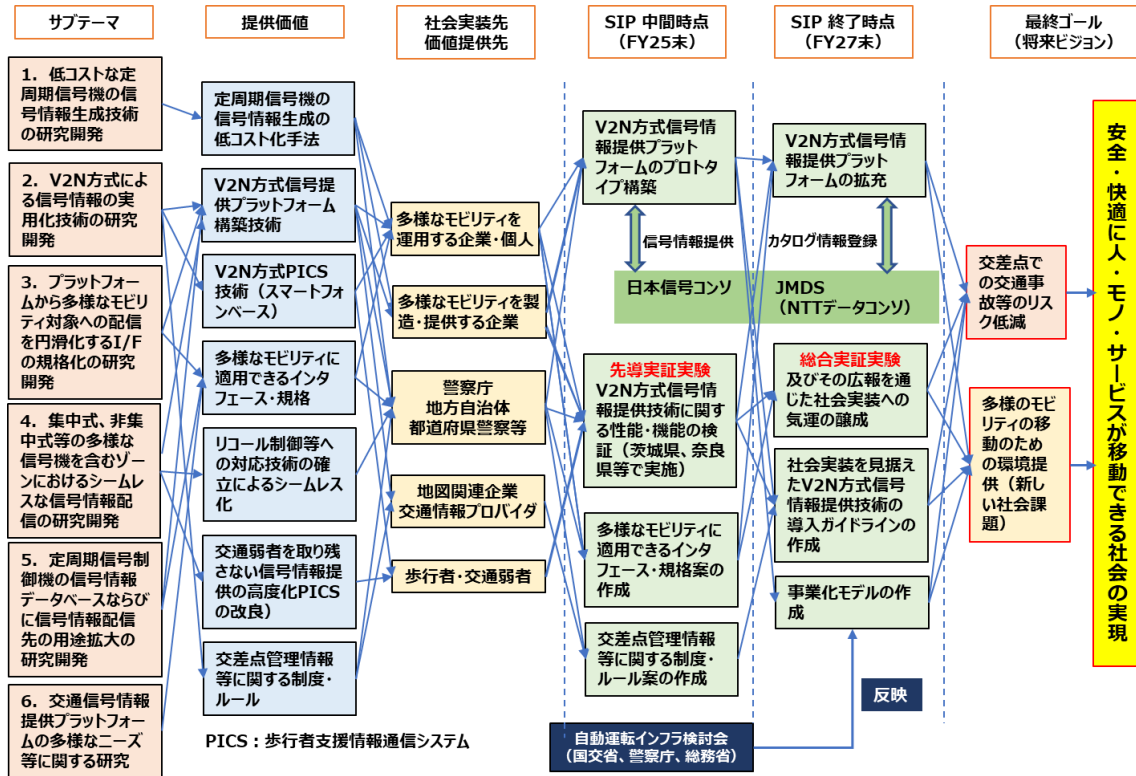 サブテーマ
提供価値
社会実装先
価値提供先
SIP 中間時点
（FY25末）
SIP 終了時点
（FY27末）
最終ゴール
（将来ビジョン）
1．低コストな定
周期信号機の信
号情報生成技術
の研究開発
2．V2N方式によ
る信号情報の実
用化技術の研究
開発
3．プラットフォー
ムから多様なモビリ
ティ対象への配信
を円滑化するI/F
の規格化の研究
開発
4．集中式、非集
中式等の多様な
信号機を含むゾー
ンにおけるシームレ
スな信号情報配
信の研究開発
5．定周期信号制
御機の信号情報
データベースならび
に信号情報配信
先の用途拡大の
研究開発
6．交通信号情報
提供プラットフォー
ムの多様なニーズ
等に関する研究
定周期信号機の
信号情報生成の
低コスト化手法
V2N方式信号提
供プラットフォーム
構築技術
V2N方式PICS
技術（スマートフォ
ンベース）
多様なモビリティに
適用できるインタ
フェース・規格
リコール制御等へ
の対応技術の確
立によるシームレス
化
交通弱者を取り残
さない信号情報提
供の高度化PICS
の改良）
交差点管理情報
等に関する制度・
ルール
PICS：歩行者支援情報通信システム
多様なモビリティを
運用する企業・個人
多様なモビリティを製
造・提供する企業
警察庁
地方自治体
都道府県警察等
地図関連企業
交通情報プロバイダ
歩行者・交通弱者
V2N方式信号情
報提供プラット
フォームのプロトタ
イプ構築
信号情報提供
日本信号コンソ
先導実証実験
V2N方式信号情
報提供技術に関す
る性能・機能の検
証（茨城県、奈良
県等で実施）
多様なモビリティに
適用できるインタ
フェース・規格案の
作成
交差点管理情報
等に関する制度・
ルール案の作成
自動運転インフラ検討会
（国交省、警察庁、総務省）
V2N方式信号情
報提供プラット
フォームの拡充
カタログ情報登録
JMDS
（NTTデータコンソ）
総合実証実験
及びその広報を通
じた社会実装への
気運の醸成
社会実装を見据え
たV2N方式信号
情報提供技術の
導入ガイドラインの
作成
事業化モデルの作
成
反映
交差点で
の交通事
故等のリス
ク低減
多様のモビ
リティの移
動のため
の環境提
供（新し
い社会課
題）
安全・快適に人・モノ・サービスが移動できる社会の実現